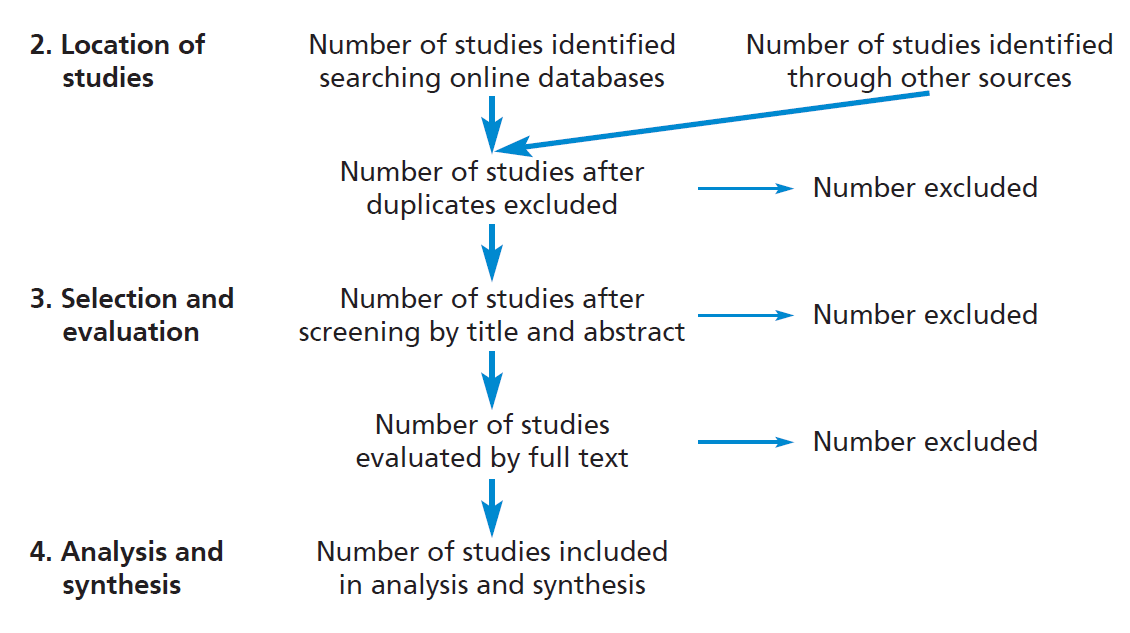 2. Location of
studies
Number of studies identified
searching online databases
Number of studies identified
through other sources
Number of studies after
duplicates excluded
Number excluded
3. Selection and
evaluation
Number of studies after
screening by title and abstract
Number excluded
Number of studies
evaluated by full text
Number excluded
4. Analysis and
synthesis
Number of studies included
in analysis and synthesis